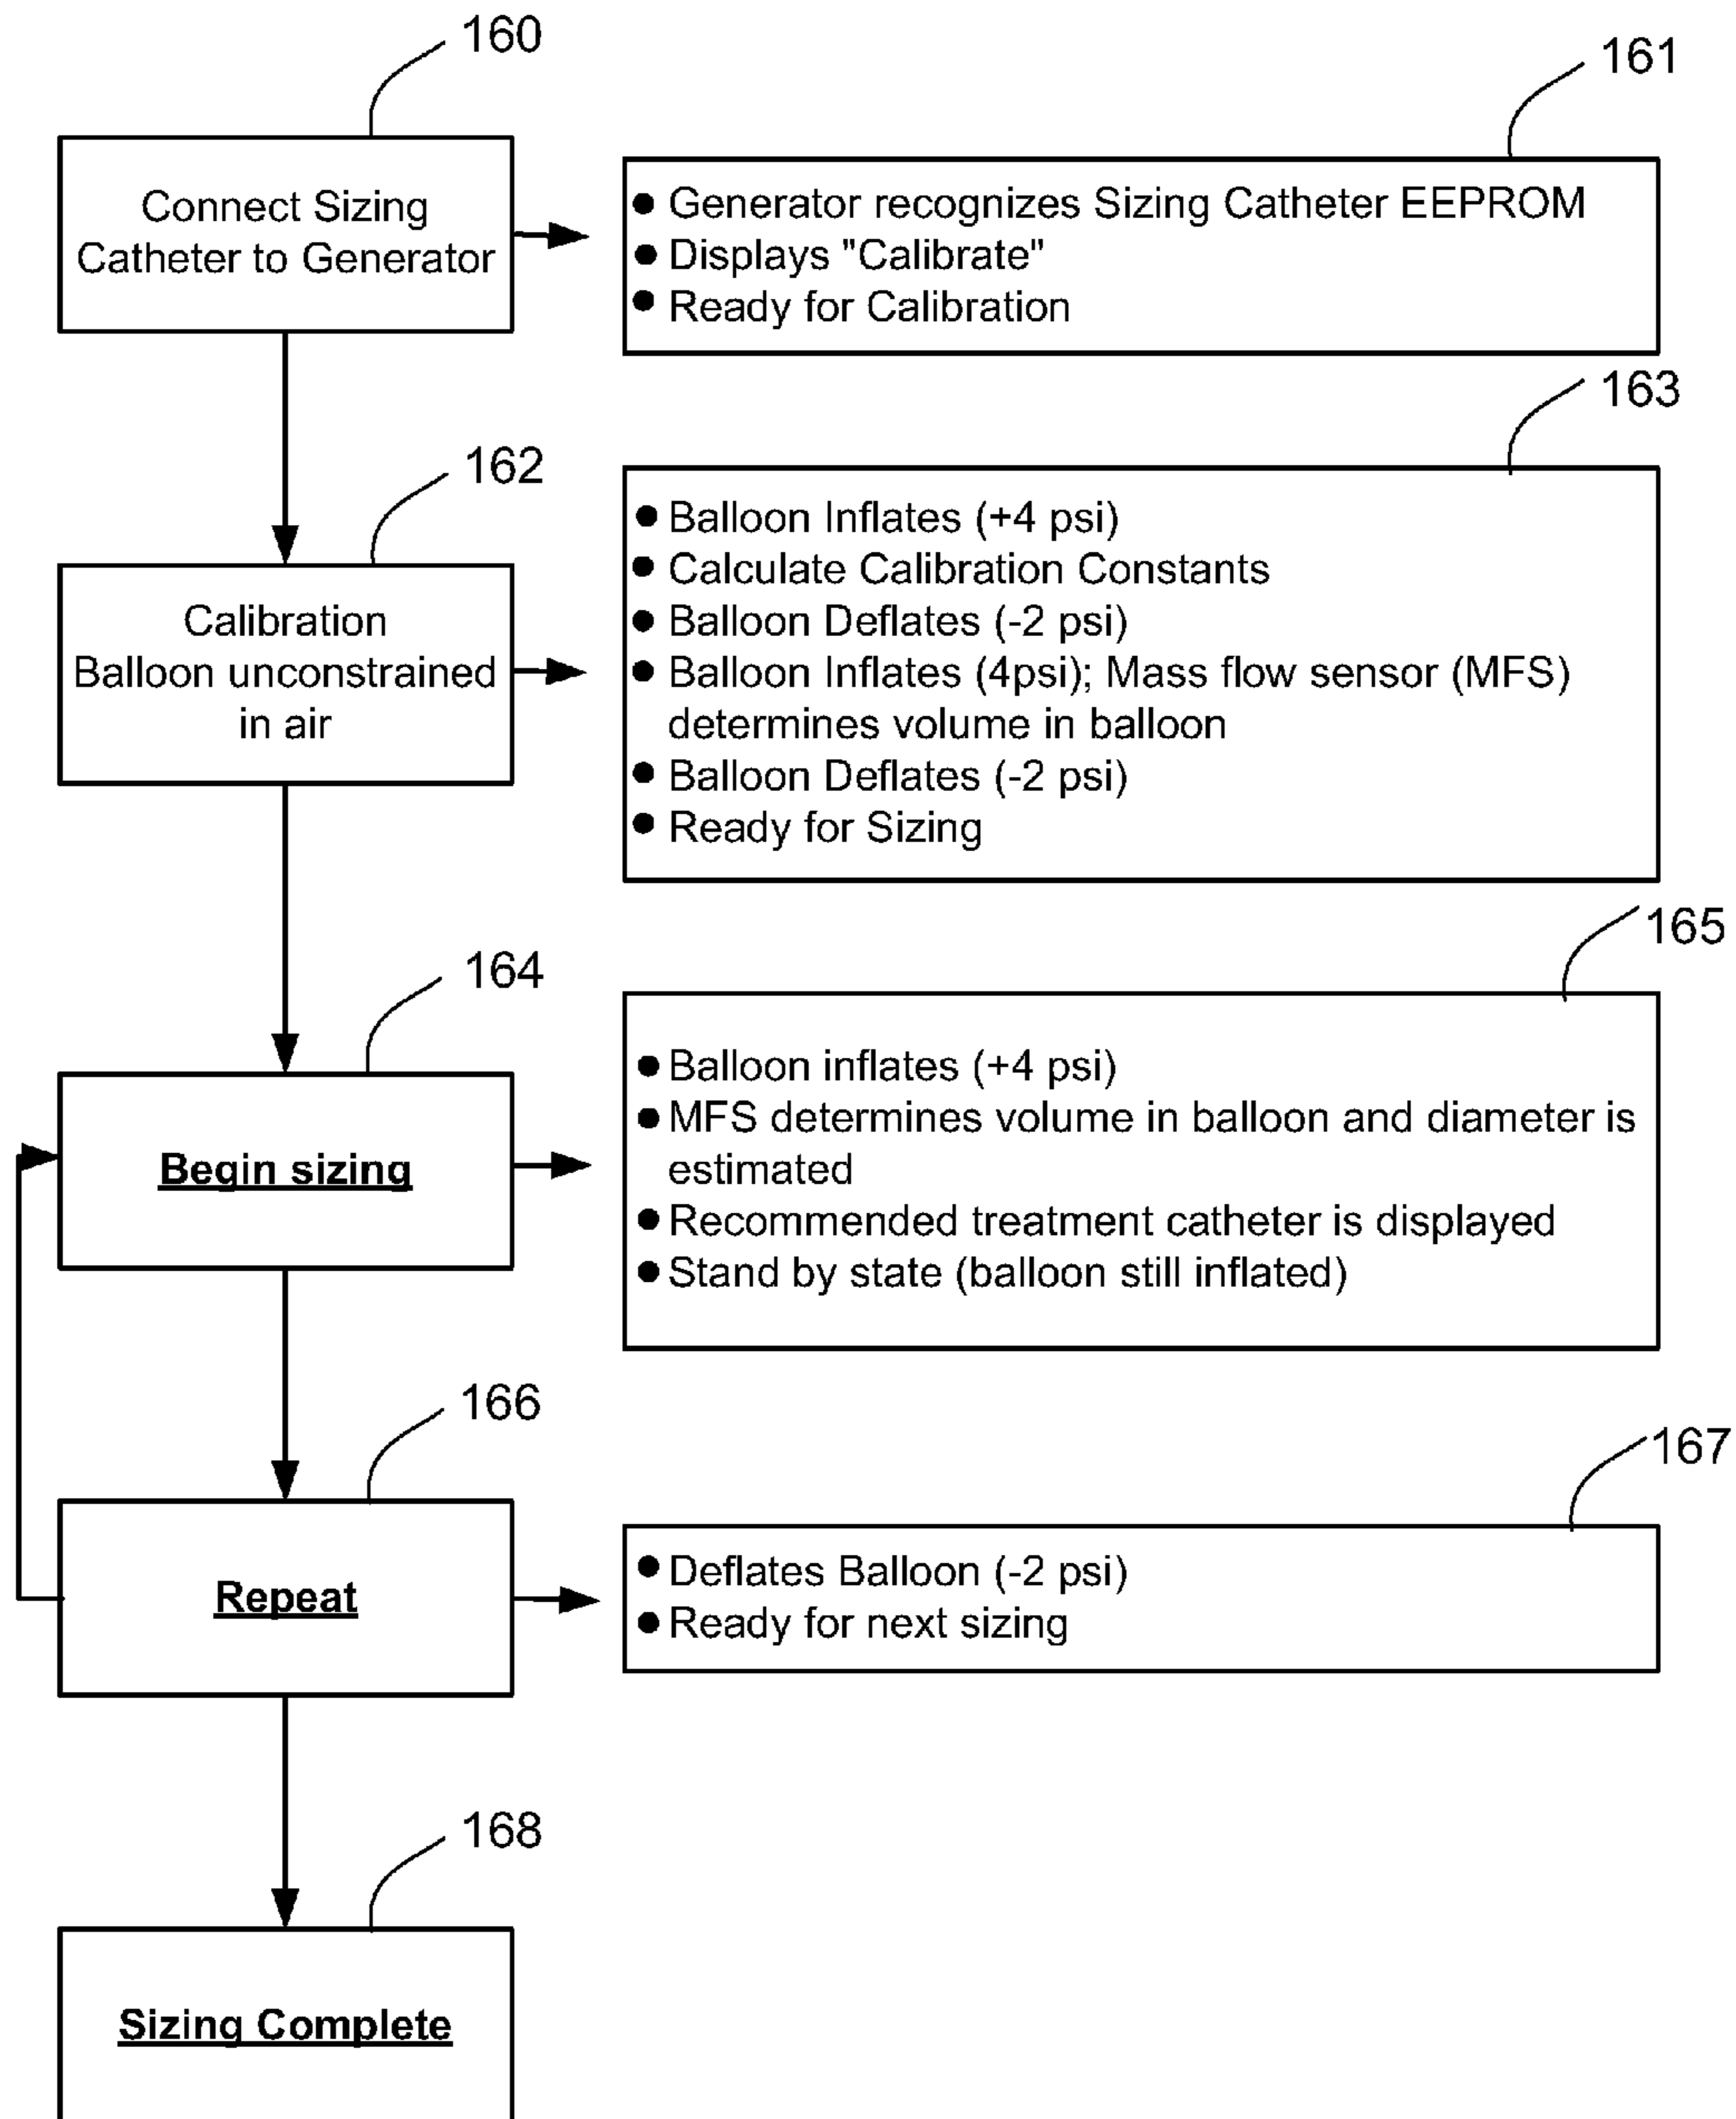 160
Connect Sizing
Catheter to Generator
161
● Generator recognizes Sizing Catheter EEPROM
● Displays "Calibrate"
● Ready for Calibration
162
Calibration
Balloon unconstrained
in air
163
● Balloon Inflates (+4 psi)
● Calculate Calibration Constants
● Balloon Deflates (-2 psi)
● Balloon Inflates (4psi); Mass flow sensor (MFS)
determines volume in balloon
● Balloon Deflates (-2 psi)
● Ready for Sizing
164
Begin sizing
165
● Balloon inflates (+4 psi)
● MFS determines volume in balloon and diameter is
estimated
● Recommended treatment catheter is displayed
● Stand by state (balloon still inflated)
166
Repeat
167
● Deflates Balloon (-2 psi)
● Ready for next sizing
168
Sizing Complete